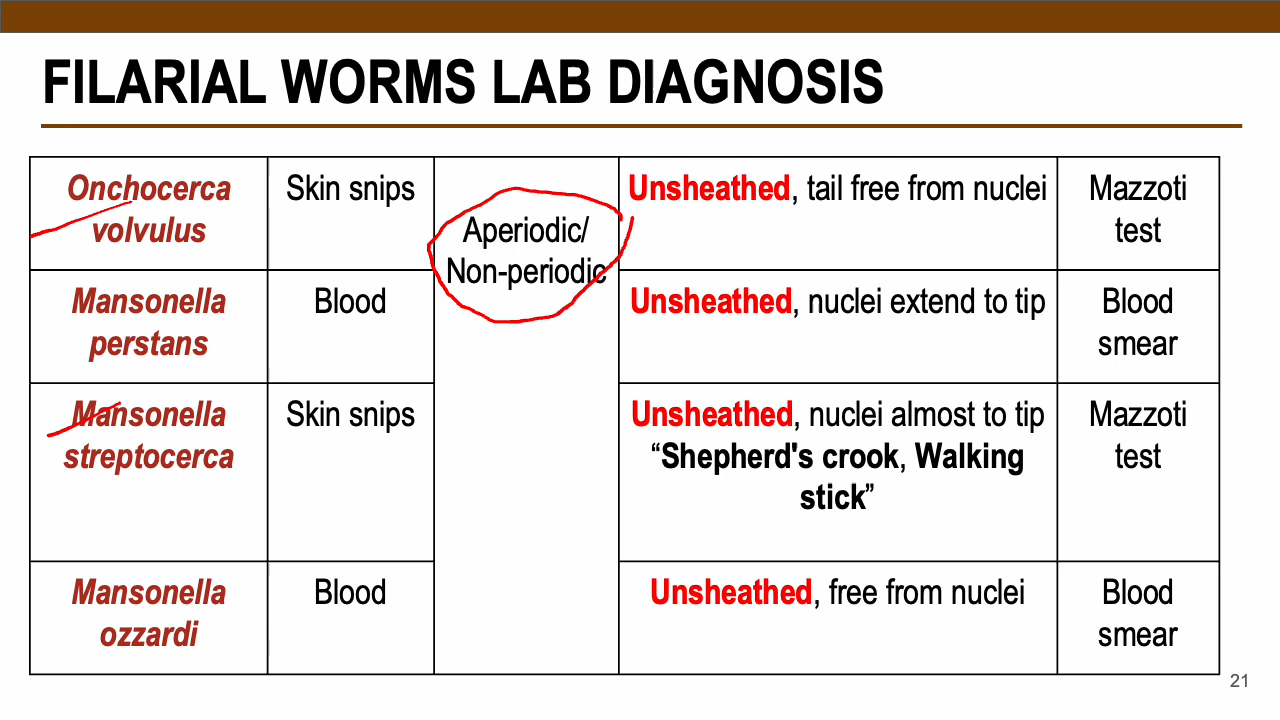 FILARIAL WORMS LAB DIAGNOSIS
Onchocerca
volvulus
Skin snips
Aperiodic/
Non-periodic
Unsheathed, tail free from nuclei
Mazzoti
test
Mansonella
perstans
Blood
Unsheathed, nuclei extend to tip
Blood
smear
Mansonella
streptocerca
Skin snips
Unsheathed, nuclei almost to tip
“Shepherd's crook, Walking
stick”
Mazzoti
test
Mansonella
ozzardi
Blood
Unsheathed, free from nuclei
Blood
smear
21